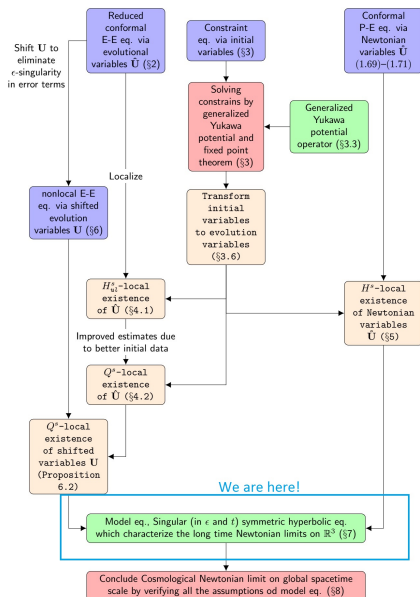 Reduced
conformal
E-E eq. via
evolutional
variables Û (§2)
Constraint
eq. via initial
variables (§3)
Conformal
P-E eq. via
Newtonian
variables Û
(1.69)–(1.71)
Shift U to
eliminate
ϵ-singularity
in error terms
Solving
constrains by
generalized
Yukawa
potential and
fixed point
theorem
(§3)
Generalized
Yukawa
potential
operator (§3.3)
Localize
nonlocal E-E
eq. via shifted
evolution
variables U (§6)
Transform
initial
variables
to evolution
variables
(§3.6)
H^s_ul-local
existence
of Û (§4.1)
H^s-local
existence
of Newtonian
variables
Û (§5)
Improved estimates due
to better initial data
Q^s-local
existence
of Û (§4.2)
Q^s-local
existence
of shifted
variables U
(Proposition
6.2)
We are here!
Model eq., Singular (in ϵ and t) symmetric hyperbolic eq.
which characterize the long time Newtonian limits on ℝ³ (§7)
Conclude Cosmological Newtonian limit on global spacetime
scale by verifying all the assumptions od model eq. (§8)